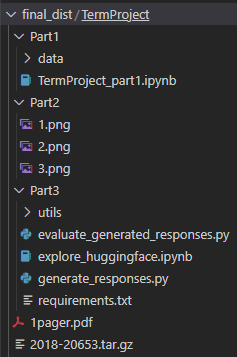 final_dist/TermProject
Part1
data
TermProject_part1.ipynb
Part2
1.png
2.png
3.png
Part3
utils
evaluate_generated_responses.py
explore_huggingface.ipynb
generate_responses.py
requirements.txt
1pager.pdf
2018-20653.tar.gz